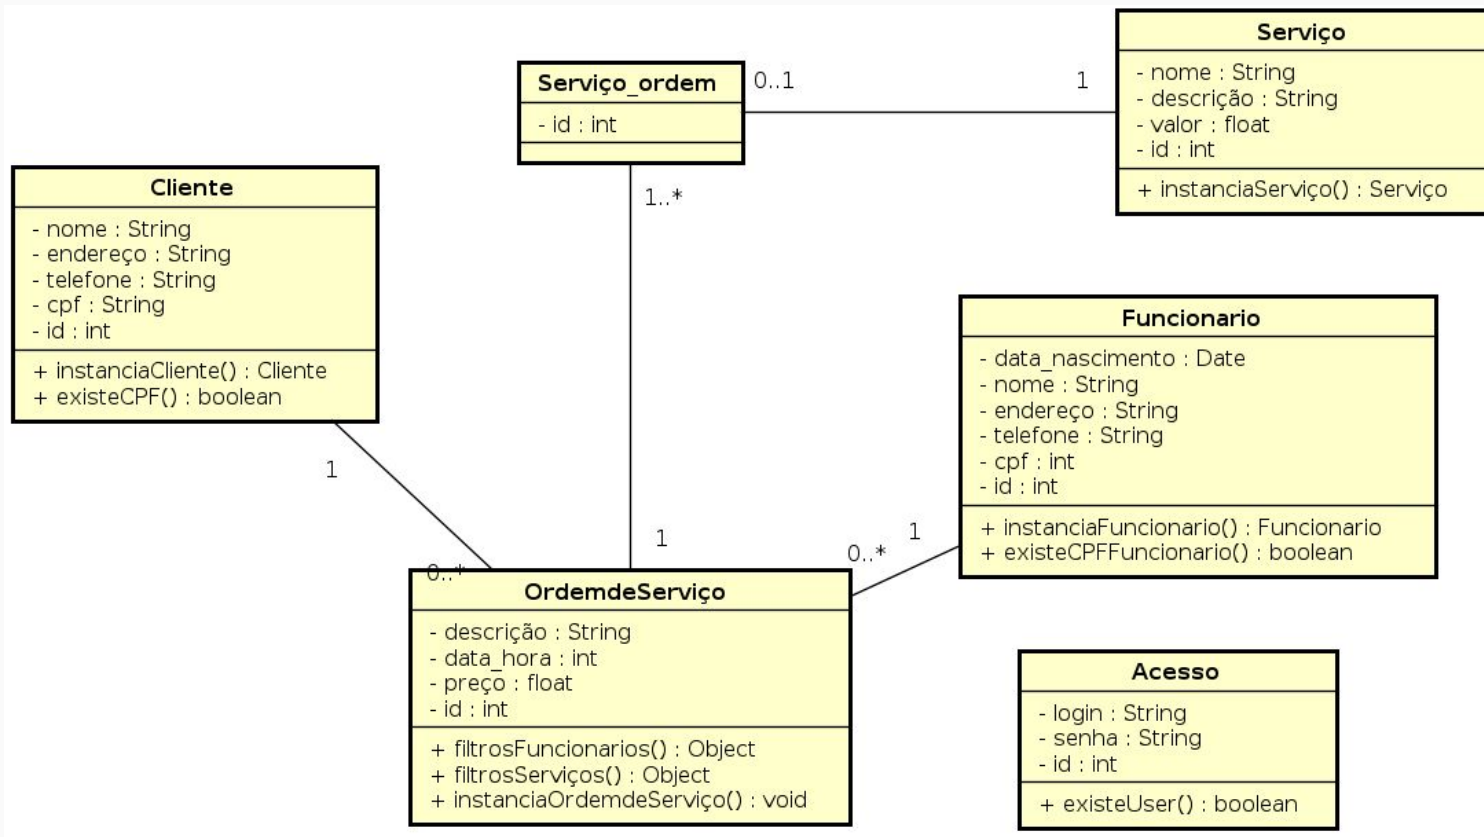 Serviço
- nome : String
- descrição : String
- valor : float
- id : int
+ instanciaServiço() : Serviço
Serviço_ordem
- id : int
0..1
1
1..*
1
Cliente
- nome : String
- endereço : String
- telefone : String
- cpf : String
- id : int
+ instanciaCliente() : Cliente
+ existeCPF() : boolean
1
0..*
Funcionario
- data_nascimento : Date
- nome : String
- endereço : String
- telefone : String
- cpf : int
- id : int
+ instanciaFuncionario() : Funcionario
+ existeCPFFuncionario() : boolean
1
0..*
OrdemdeServiço
- descrição : String
- data_hora : int
- preço : float
- id : int
+ filtrosFuncionarios() : Object
+ filtrosServiços() : Object
+ instanciaOrdemdeServiço() : void
Acesso
- login : String
- senha : String
- id : int
+ existeUser() : boolean